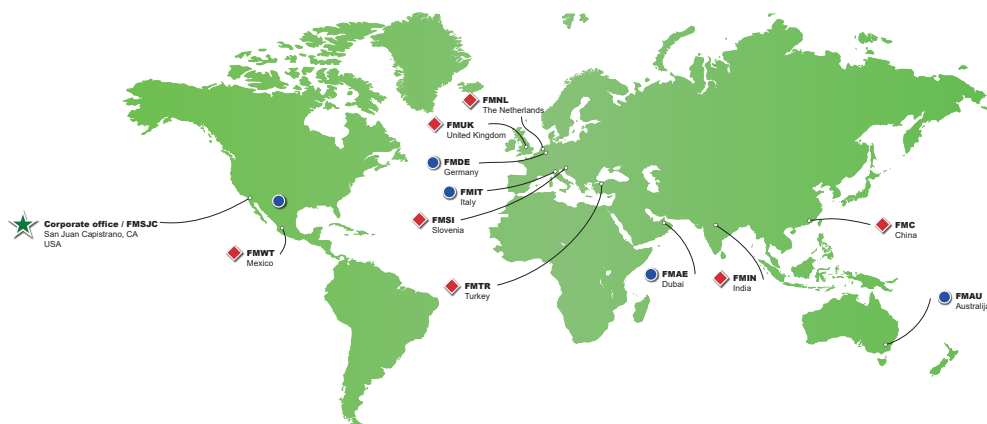 FMNL
The Netherlands
FMUK
United Kingdom
FMDE
Germany
FMIT
Italy
Corporate office / FMSJC
San Juan Capistrano, CA
USA
FMSI
Slovenia
FMC
China
FMWT
Mexico
FMTR
Turkey
FMAE
Dubai
FMIN
India
FMAU
Australija